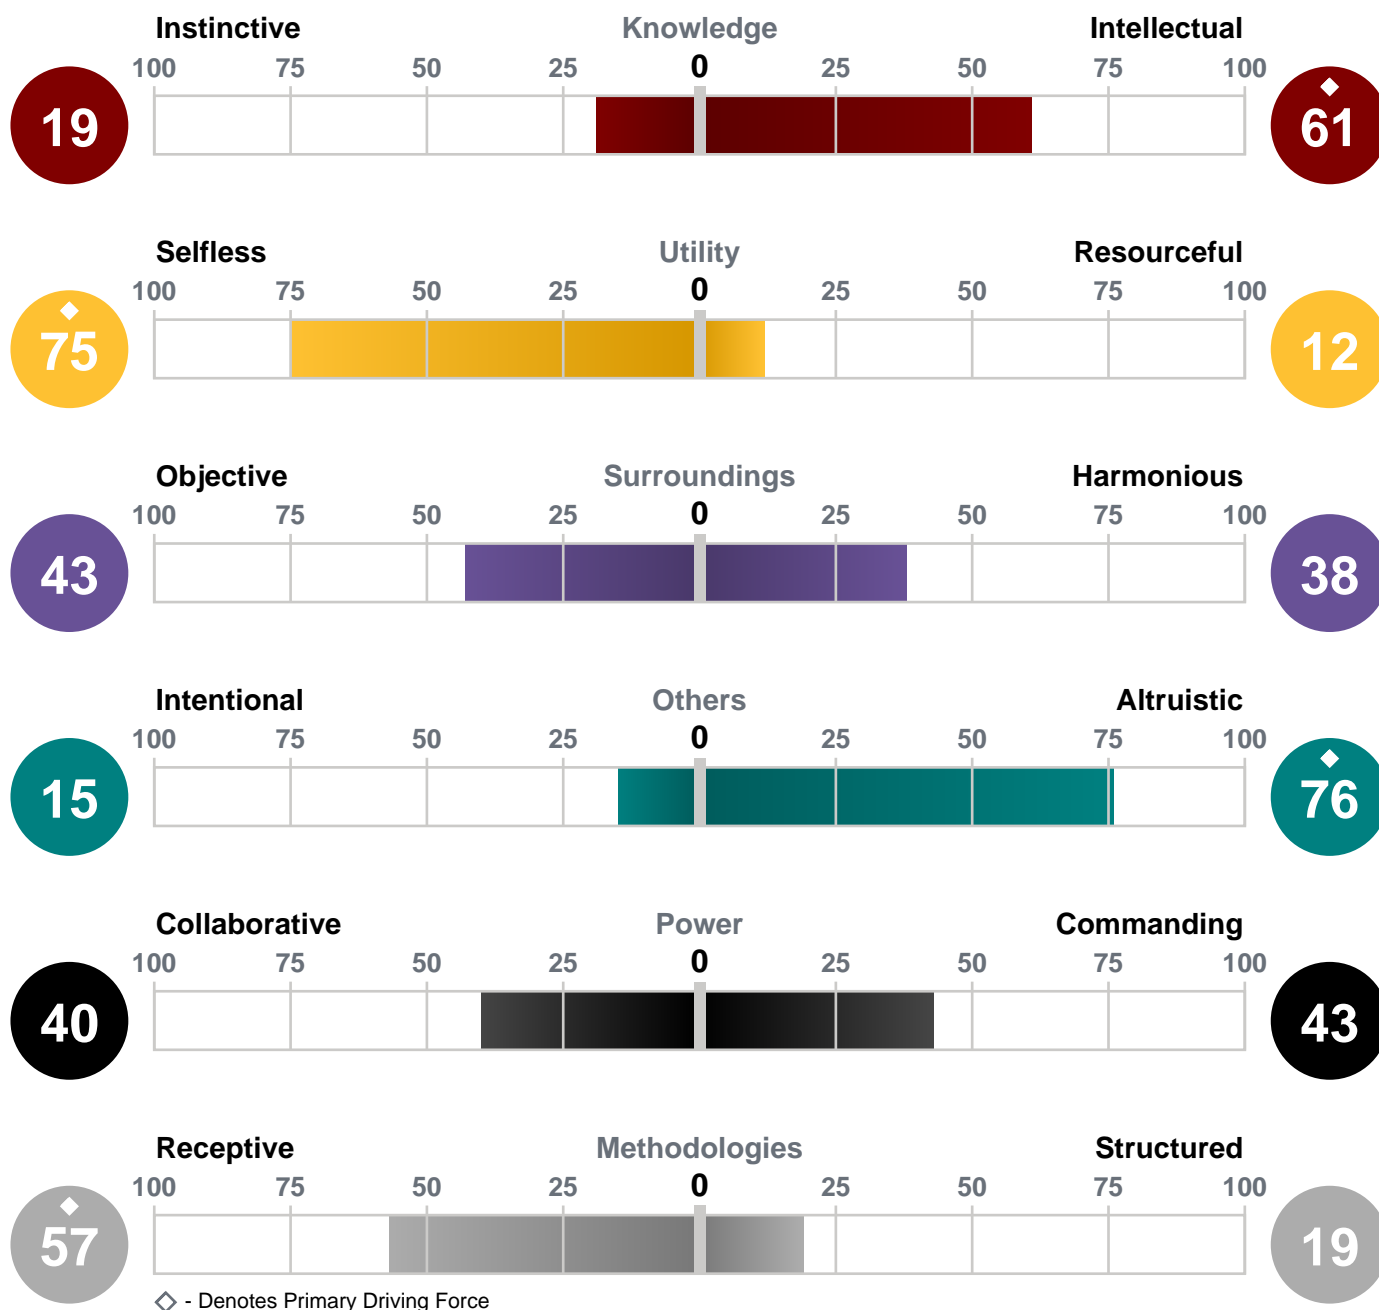 Instinctive Knowledge Intellectual
100 75 50 25 0 25 50 75 100
19 61
Selfless Utility Resourceful
100 75 50 25 0 25 50 75 100
75 12
Objective Surroundings Harmonious
100 75 50 25 0 25 50 75 100
43 38
Intentional Others Altruistic
100 75 50 25 0 25 50 75 100
15 76
Collaborative Power Commanding
100 75 50 25 0 25 50 75 100
40 43
Receptive Methodologies Structured
100 75 50 25 0 25 50 75 100
57 19
- Denotes Primary Driving Force